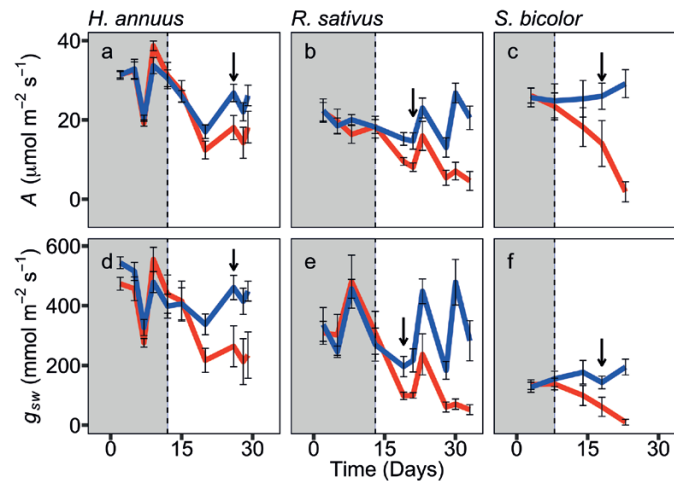 H. annuus R. sativus S. bicolor
a b c
40
20
0
A (μmol m⁻² s⁻¹)
d e f
600
400
200
0
gsw (mmol m⁻² s⁻¹)
0 15 30 0 15 30 0 15 30
Time (Days)